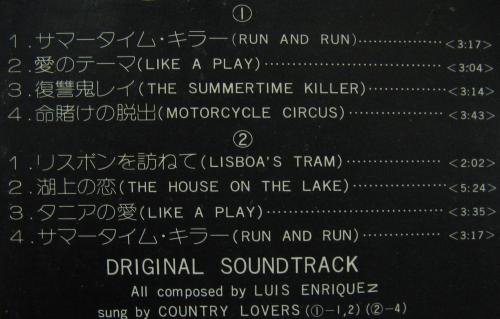 ①
1.サマータイム・キラー(RUN AND RUN)……………<3:17>
2.愛のテーマ(LIKE A PLAY)……………………………<3:04>
3.復讐鬼レイ(THE SUMMERTIME KILLER)…………<3:14>
4.命賭けの脱出(MOTORCYCLE CIRCUS)……………<3:43>
②
1.リスボンを訪ねて(LISBOA'S TRAM)………………<2:02>
2.湖上の恋(THE HOUSE ON THE LAKE)……………<5:24>
3.タニアの愛(LIKE A PLAY)……………………………<3:35>
4.サマータイム・キラー(RUN AND RUN)……………<3:17>
DRIGINAL SOUNDTRACK
All composed by LUIS ENRIQUEZ
sung by COUNTRY LOVERS (①-1,2) (②-4)